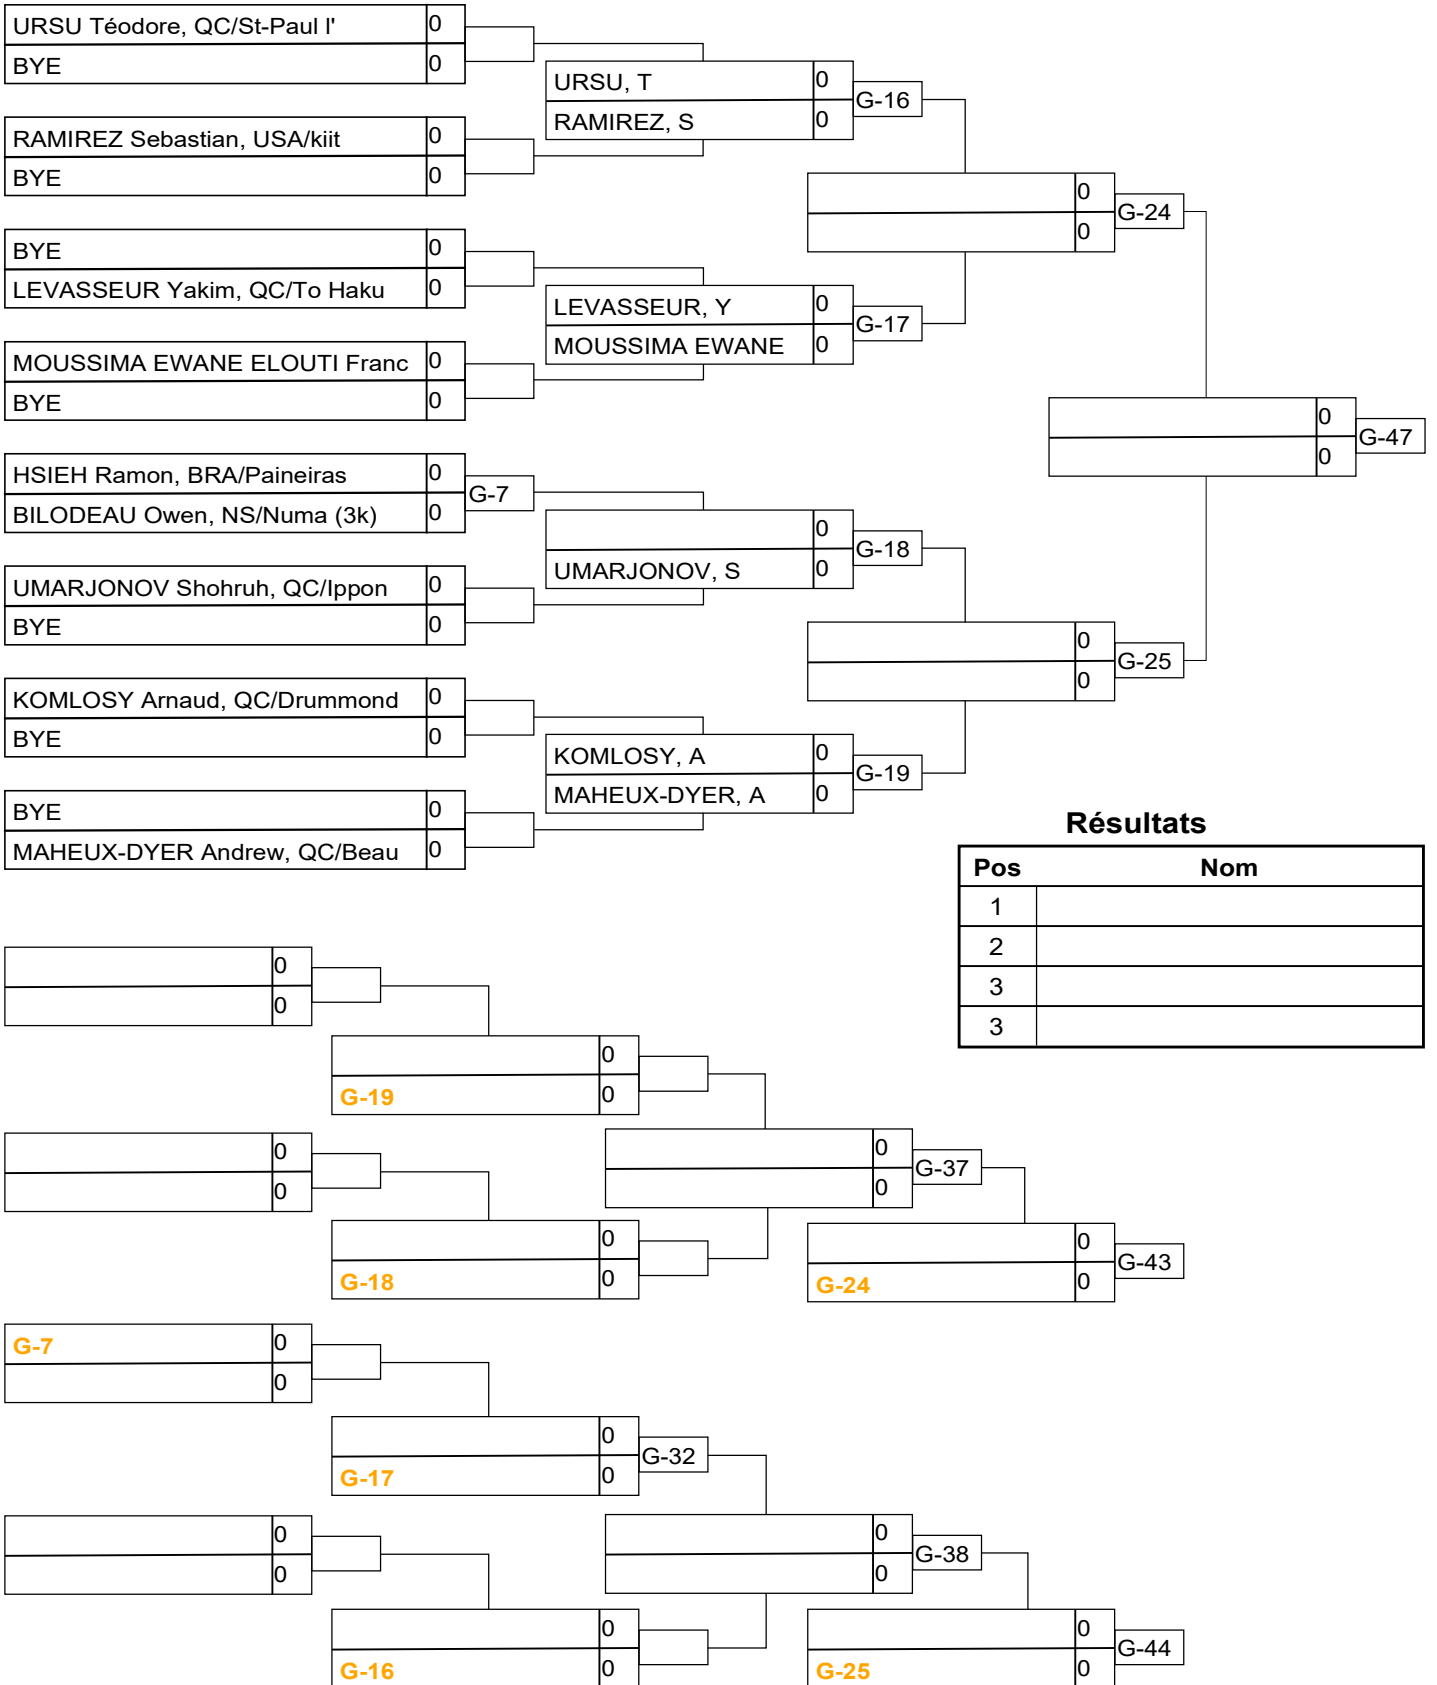 URSU Téodore, QC/St-Paul l' 0
BYE 0
URSU, T 0
RAMIREZ, S 0
G-16
RAMIREZ Sebastian, USA/kiit 0
BYE 0
0
0
G-24
BYE 0
LEVASSEUR Yakim, QC/To Haku 0
LEVASSEUR, Y 0
MOUSSIMA EWANE 0
G-17
MOUSSIMA EWANE ELOUTI Franc 0
BYE 0
0
0
G-47
HSIEH Ramon, BRA/Paineiras 0
BILODEAU Owen, NS/Numa (3k) 0
G-7
0
UMARJONOV, S 0
G-18
UMARJONOV Shohruh, QC/Ippon 0
BYE 0
0
0
G-25
KOMLOSY Arnaud, QC/Drummond 0
BYE 0
KOMLOSY, A 0
MAHEUX-DYER, A 0
G-19
BYE 0
MAHEUX-DYER Andrew, QC/Beau 0
Résultats
Pos Nom
1
2
3
3
0
0
0
G-19 0
0
0
0
0
G-37
0
G-18 0
0
G-24 0
G-43
G-7 0
0
0
G-17 0
G-32
0
0
0
0
G-38
0
G-16 0
0
G-25 0
G-44